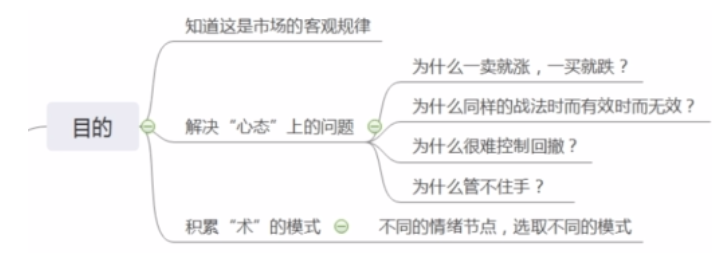 目的
知道这是市场的客观规律
解决“心态”上的问题
为什么一卖就涨，一买就跌？
为什么同样的战法时而有效时而无效？
为什么很难控制回撤？
为什么管不住手？
积累“术”的模式
不同的情绪节点，选取不同的模式